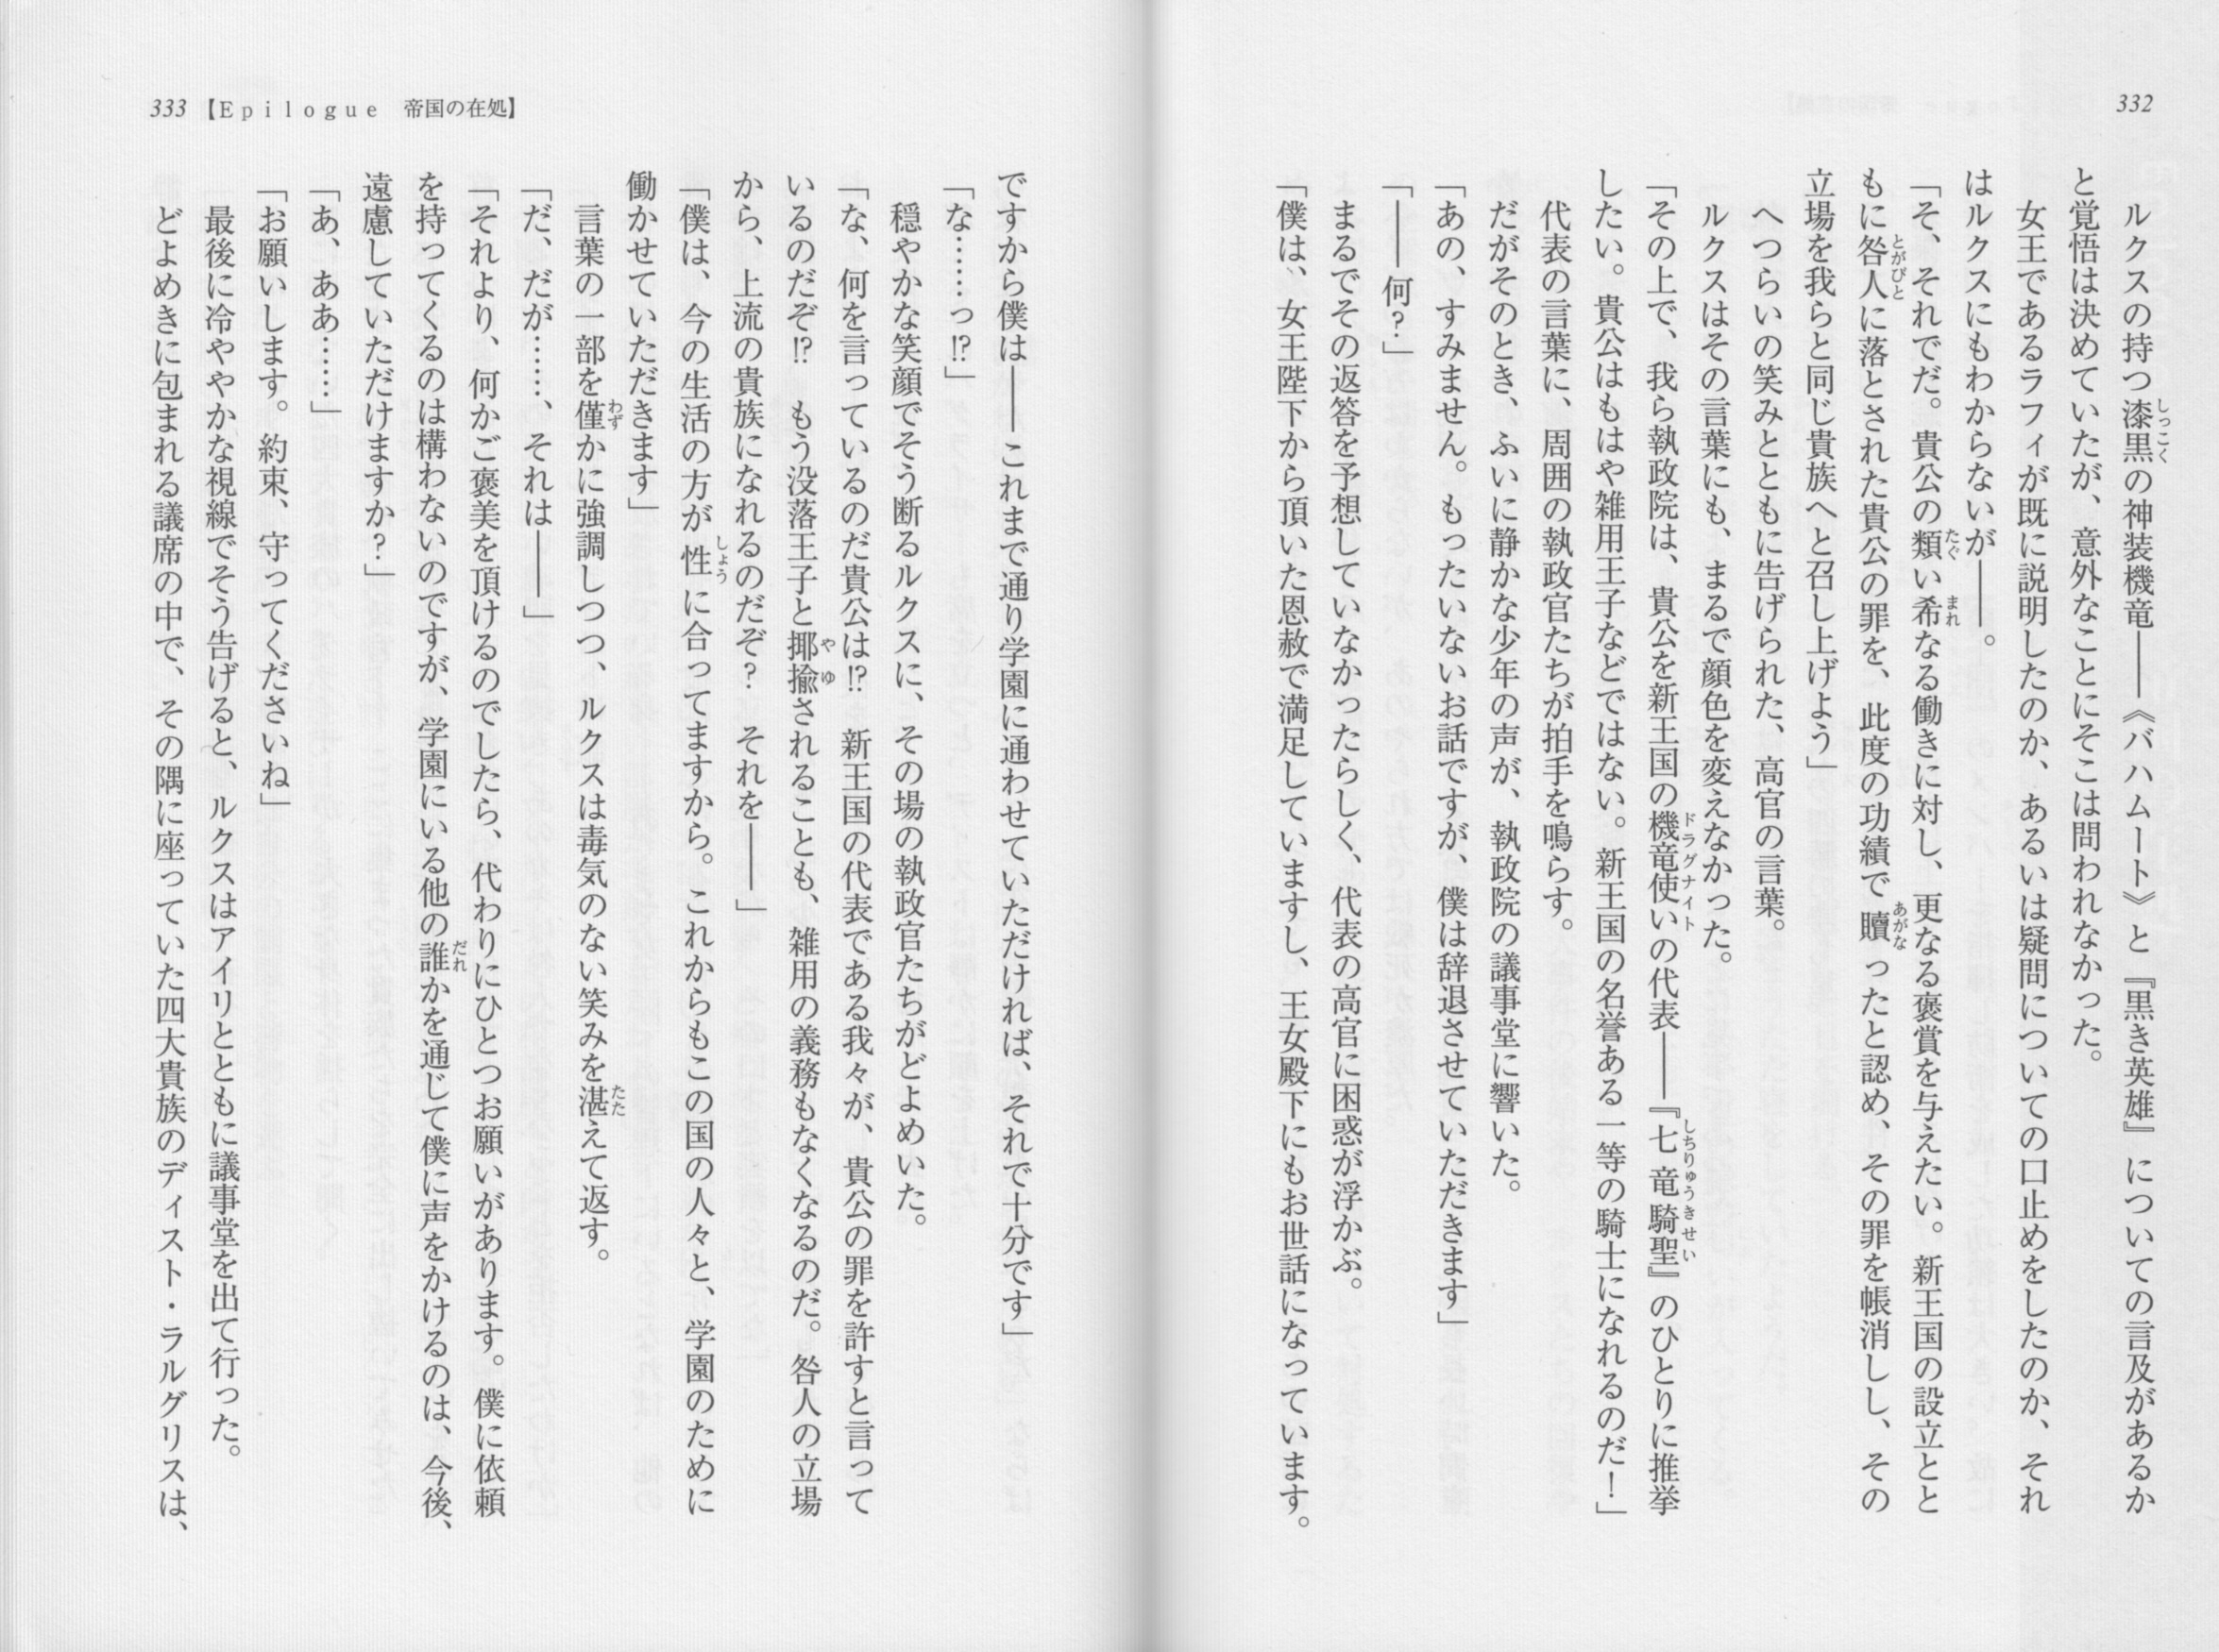 332
ルクスの持つ漆黒の神装機竜――《バハムート》と『黒き英雄』についての言及があるか
と覚悟は決めていたが、意外なことにそこは問われなかった。
女王であるラフィが既に説明したのか、あるいは疑問についての口止めをしたのか、それ
はルクスにもわからないが――。
「そ、それでだ。貴公の類い希なる働きに対し、更なる褒賞を与えたい。新王国の設立とと
もに咎人に落とされた貴公の罪を、此度の功績で贖ったと認め、その罪を帳消しし、その
立場を我らと同じ貴族へと召し上げよう」
へつらいの笑みとともに告げられた、高官の言葉。
ルクスはその言葉にも、まるで顔色を変えなかった。
「その上で、我ら執政院は、貴公を新王国の機竜使いの代表――『七竜騎聖』のひとりに推挙
したい。貴公はもはや雑用王子などではない。新王国の名誉ある一等の騎士になれるのだ！」
代表の言葉に、周囲の執政官たちが拍手を鳴らす。
だがそのとき、ふいに静かな少年の声が、執政院の議事堂に響いた。
「あの、すみません。もったいないお話ですが、僕は辞退させていただきます」
「――何？」
まるでその返答を予想していなかったらしく、代表の高官に困惑が浮かぶ。
「僕は、女王陛下から頂いた恩赦で満足していますし、王女殿下にもお世話になっています。
333【Epilogue　帝国の在処】
ですから僕は――これまで通り学園に通わせていただければ、それで十分です」
「な……っ!?」
穏やかな笑顔でそう断るルクスに、その場の執政官たちがどよめいた。
「な、何を言っているのだ貴公は!?　新王国の代表である我々が、貴公の罪を許すと言って
いるのだぞ!?　もう没落王子と揶揄されることも、雑用の義務もなくなるのだ。咎人の立場
から、上流の貴族になれるのだぞ？　それを――」
「僕は、今の生活の方が性に合ってますから。これからもこの国の人々と、学園のために
働かせていただきます」
言葉の一部を僅かに強調しつつ、ルクスは毒気のない笑みを湛えて返す。
「だ、だが……、それは――」
「それより、何かご褒美を頂けるのでしたら、代わりにひとつお願いがあります。僕に依頼
を持ってくるのは構わないのですが、学園にいる他の誰かを通じて僕に声をかけるのは、今後、
遠慮していただけますか？」
「あ、ああ……」
「お願いします。約束、守ってくださいね」
最後に冷ややかな視線でそう告げると、ルクスはアイリとともに議事堂を出て行った。
どよめきに包まれる議席の中で、その隅に座っていた四大貴族のディスト・ラルグリスは、